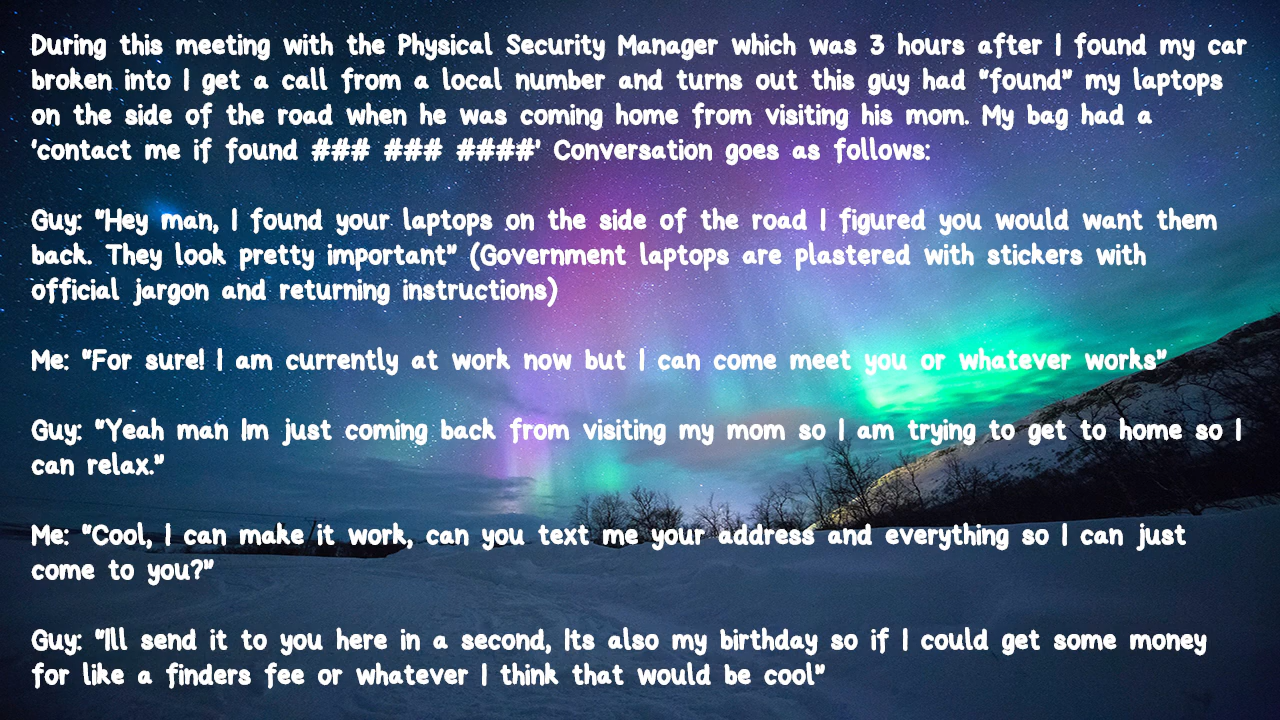 During this meeting with the Physical Security Manager which was 3 hours after I found my car
broken into I get a call from a local number and turns out this guy had "found" my laptops
on the side of the road when he was coming home from visiting his mom. My bag had a
'contact me if found ### ### ####' Conversation goes as follows:

Guy: "Hey man, I found your laptops on the side of the road I figured you would want them
back. They look pretty important" (Government laptops are plastered with stickers with
official jargon and returning instructions)

Me: "For sure! I am currently at work now but I can come meet you or whatever works"

Guy: "Yeah man Im just coming back from visiting my mom so I am trying to get to home so I
can relax."

Me: "Cool, I can make it work, can you text me your address and everything so I can just
come to you?"

Guy: "Ill send it to you here in a second, Its also my birthday so if I could get some money
for like a finders fee or whatever I think that would be cool"